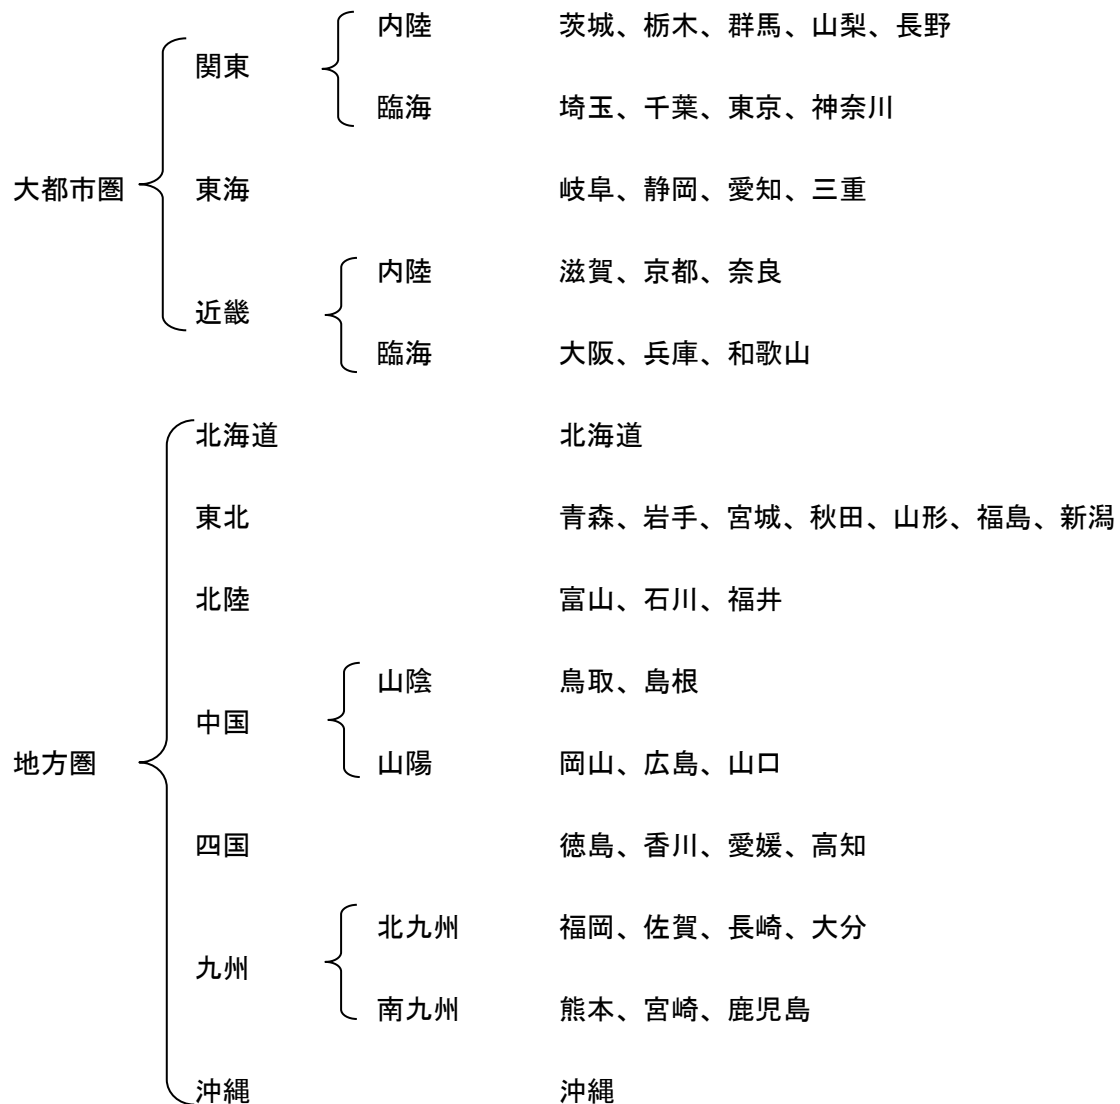 内陸 茨城、栃木、群馬、山梨、長野
関東
臨海 埼玉、千葉、東京、神奈川
大都市圏 東海 岐阜、静岡、愛知、三重
内陸 滋賀、京都、奈良
近畿
臨海 大阪、兵庫、和歌山
北海道 北海道
東北 青森、岩手、宮城、秋田、山形、福島、新潟
北陸 富山、石川、福井
山陰 鳥取、島根
中国
地方圏 山陽 岡山、広島、山口
四国 徳島、香川、愛媛、高知
北九州 福岡、佐賀、長崎、大分
九州
南九州 熊本、宮崎、鹿児島
沖縄 沖縄